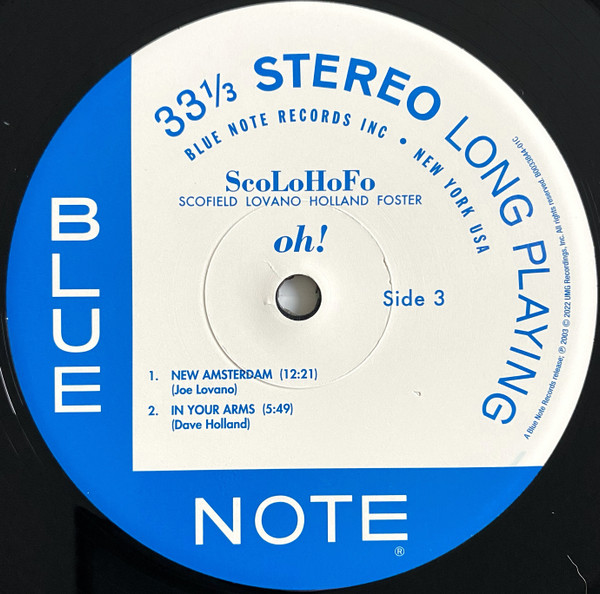 33⅓ STEREO LONG PLAYING
BLUE NOTE RECORDS INC • NEW YORK USA
ScoLoHoFo
SCOFIELD LOVANO HOLLAND FOSTER
oh!
Side 3
1. NEW AMSTERDAM (12:21)
(Joe Lovano)
2. IN YOUR ARMS (5:49)
(Dave Holland)
A Blue Note Records release; ℗ 2003 © 2022 UMG Recordings, Inc. All rights reserved. B0033044-01C
BLUE
NOTE
®